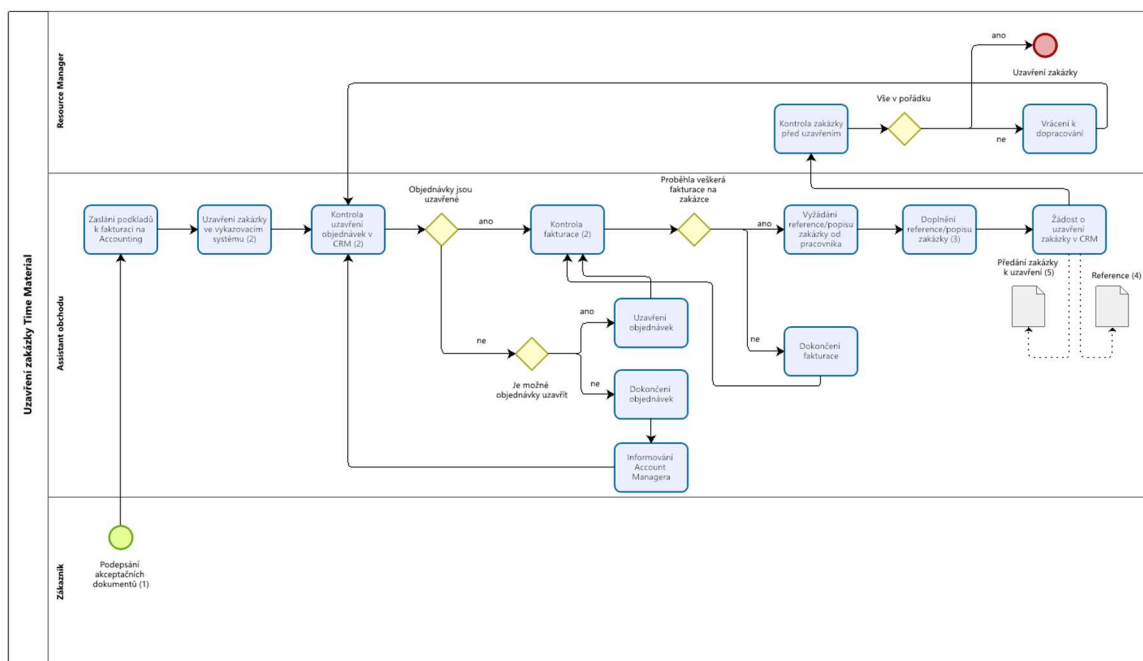 Uzavření zakázky Time Material
Resource Manager
ano
Uzavření zakázky
Vše v pořádku
Kontrola zakázky
před uzavřením
ne
Vrácení k
dopracování
Assistant obchodu
Zaslání podkladů
k fakturaci na
Accounting
Uzavření zakázky
ve vykazovacím
systému (2)
Kontrola
uzavření
objednávek v
CRM (2)
Objednávky jsou
uzavřené
ano
Kontrola
fakturace (2)
Proběhla veškerá
fakturace na
zakázce
ano
Vyžádání
reference/popisu
zakázky od
pracovníka
Doplnění
reference/popisu
zakázky (3)
Žádost o
uzavření
zakázky v CRM
Předání zakázky
k uzavření (5)
Reference (4)
ne
Je možné
objednávky uzavřít
ano
Uzavření
objednávek
ne
Dokončení
objednávek
Informování
Account
Managera
ne
Dokončení
fakturace
Zákazník
Podepsání
akceptačních
dokumentů (1)